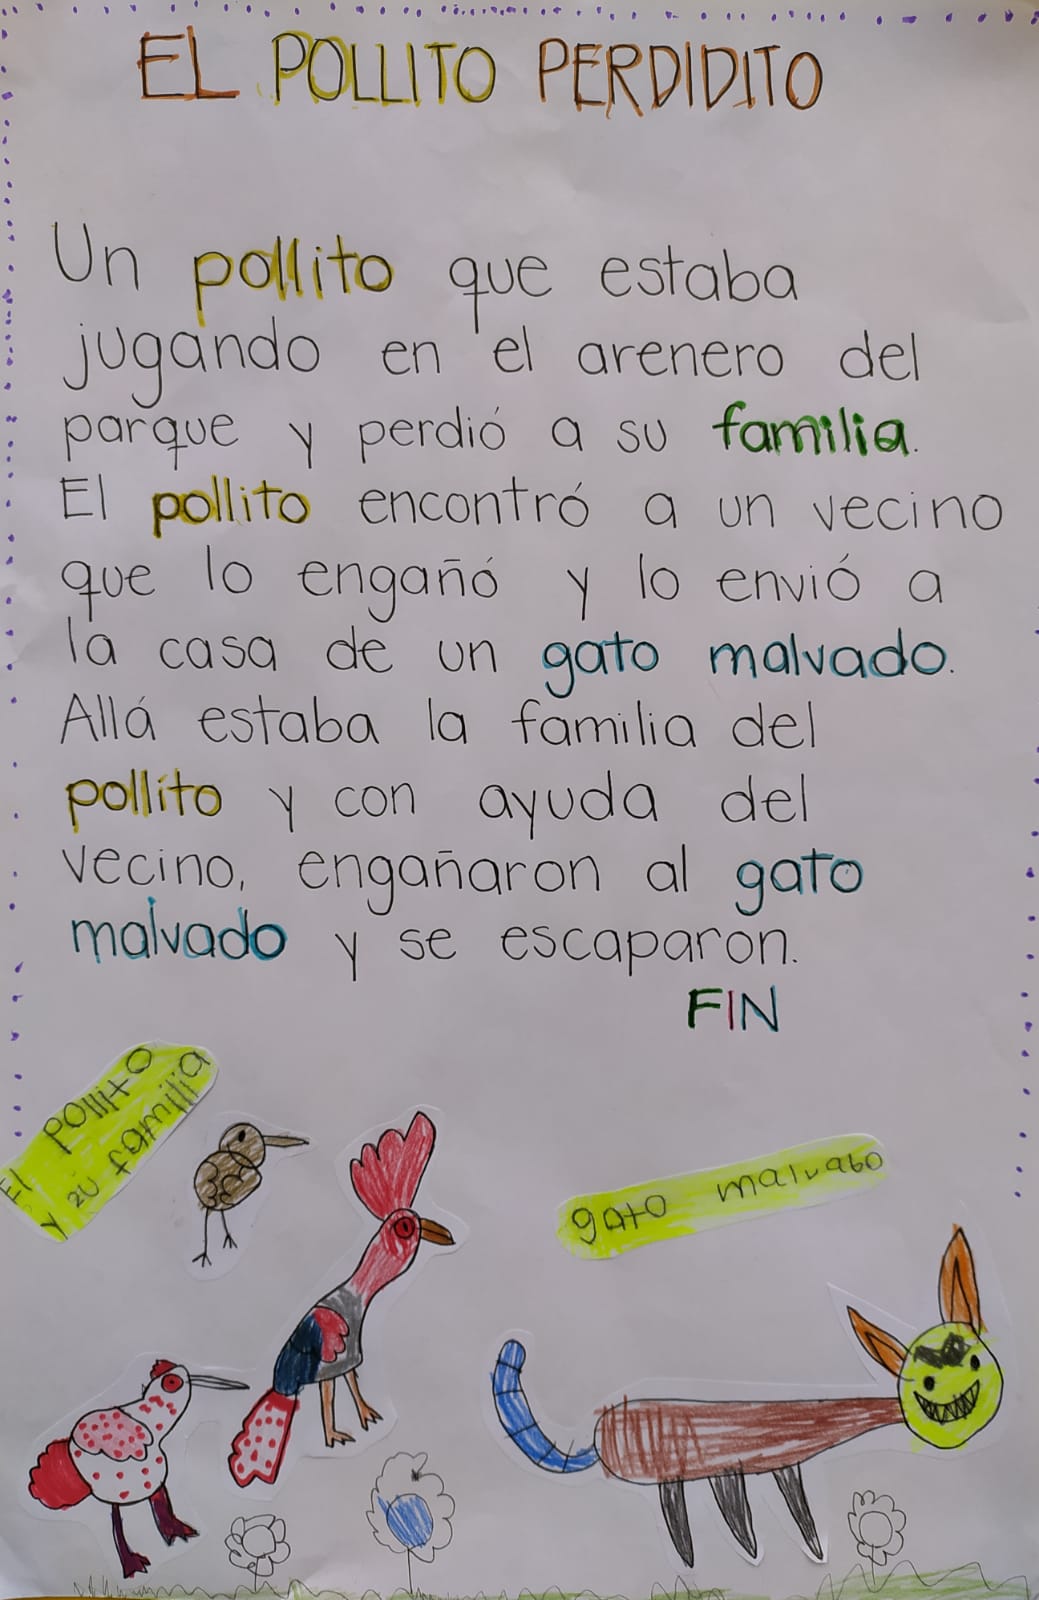 EL POLLITO PERDIDITO
Un pollito que estaba
jugando en el arenero del
parque y perdió a su familia.
El pollito encontró a un vecino
que lo engañó y lo envió a
la casa de un gato malvado.
Allá estaba la familia del
pollito y con ayuda del
vecino, engañaron al gato
malvado y se escaparon.
FIN
El pollito
y zu familia
gato malvabo